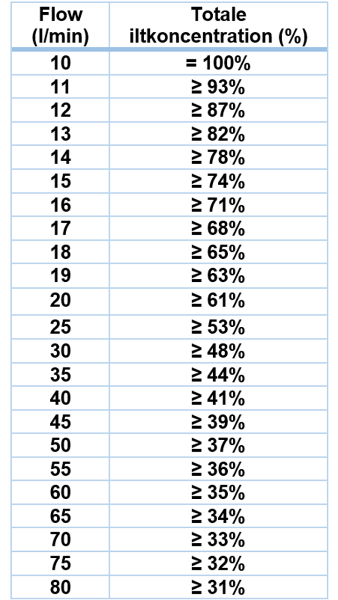 Flow Totale
(l/min) iltkoncentration (%)
10 = 100%
11 ≥ 93%
12 ≥ 87%
13 ≥ 82%
14 ≥ 78%
15 ≥ 74%
16 ≥ 71%
17 ≥ 68%
18 ≥ 65%
19 ≥ 63%
20 ≥ 61%
25 ≥ 53%
30 ≥ 48%
35 ≥ 44%
40 ≥ 41%
45 ≥ 39%
50 ≥ 37%
55 ≥ 36%
60 ≥ 35%
65 ≥ 34%
70 ≥ 33%
75 ≥ 32%
80 ≥ 31%